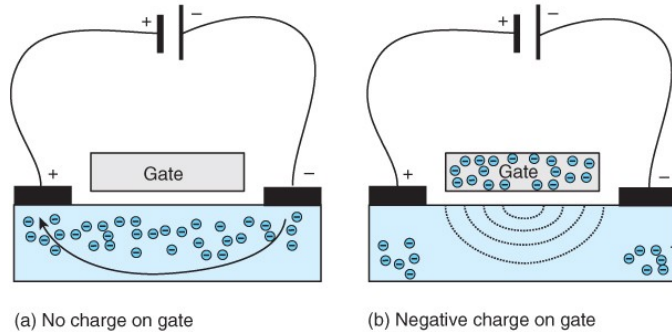 + −
+ −
Gate
(a) No charge on gate
+ −
+ −
Gate
(b) Negative charge on gate